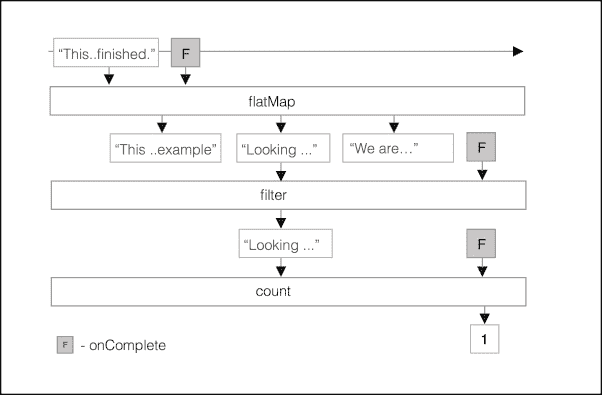 “This..finished.” F
flatMap
“This ..example” “Looking ...” “We are...” F
filter
“Looking ...” F
count
1
F - onComplete